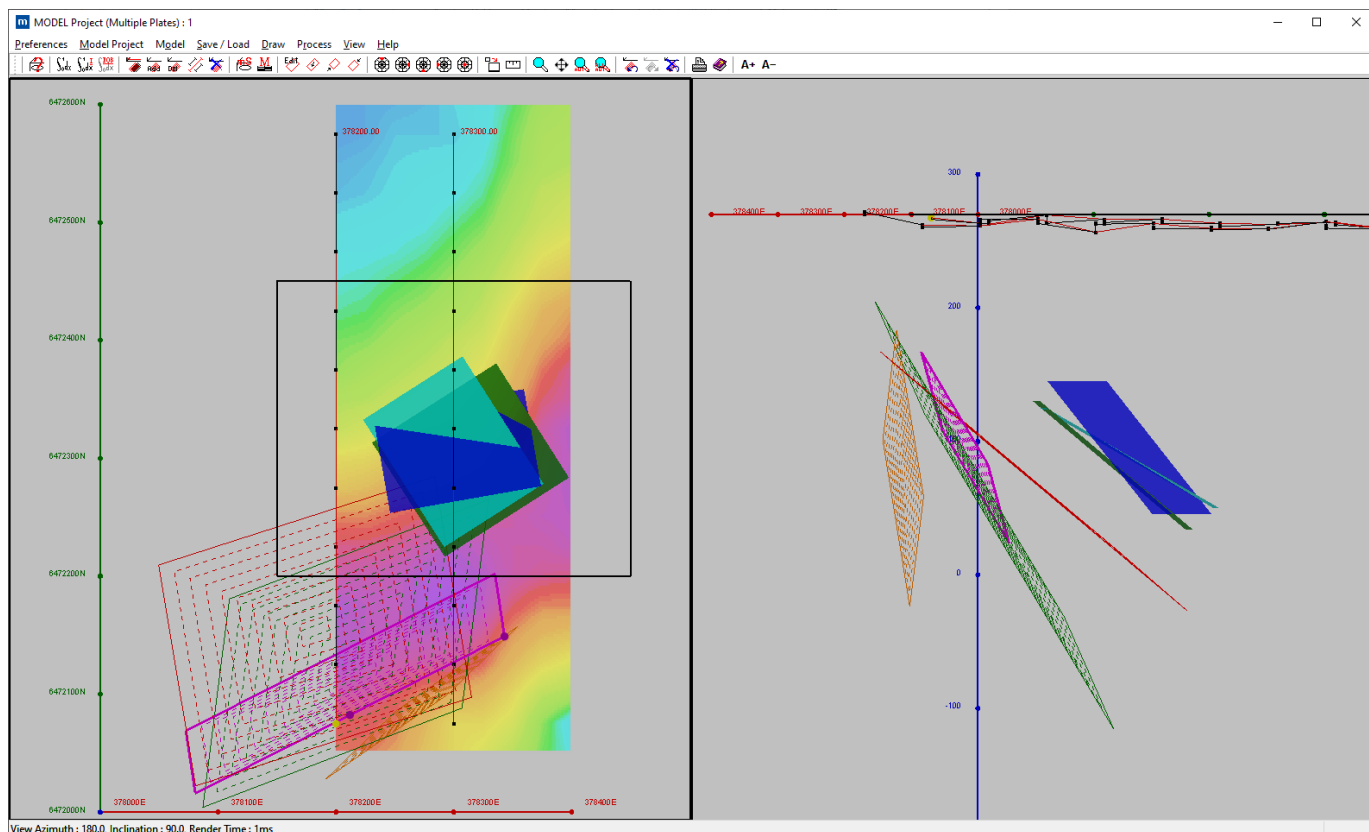 m MODEL Project (Multiple Plates) : 1
Preferences Model Project Model Save / Load Draw Process View Help
Edit A+ A-
6472600N
378200.00 378300.00
6472500N
6472400N
6472300N
6472200N
6472100N
6472000N
378000E 378100E 378200E 378300E 378400E
300
378400E 378300E 378200E 378100E 378000E
200
0
-100
View Azimuth : 180.0 Inclination : 90.0 Render Time : 1ms